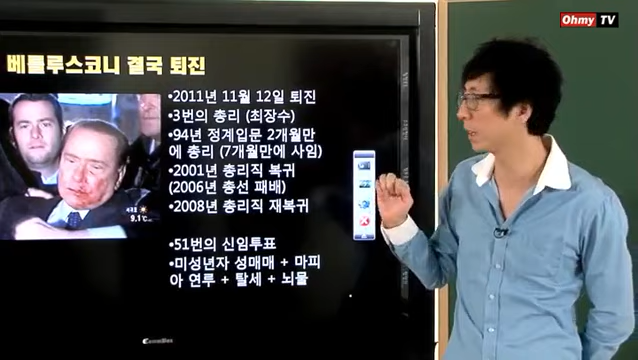 Ohmy TV
베를루스코니 결국 퇴진
•2011년 11월 12일 퇴진
•3번의 총리 (최장수)
•94년 정계입문 2개월만
에 총리 (7개월만에 사임)
•2001년 총리직 복귀
(2006년 총선 패배)
•2008년 총리직 재복귀
•51번의 신임투표
•미성년자 성매매 + 마피
아 연루 + 탈세 + 뇌물
9.1℃